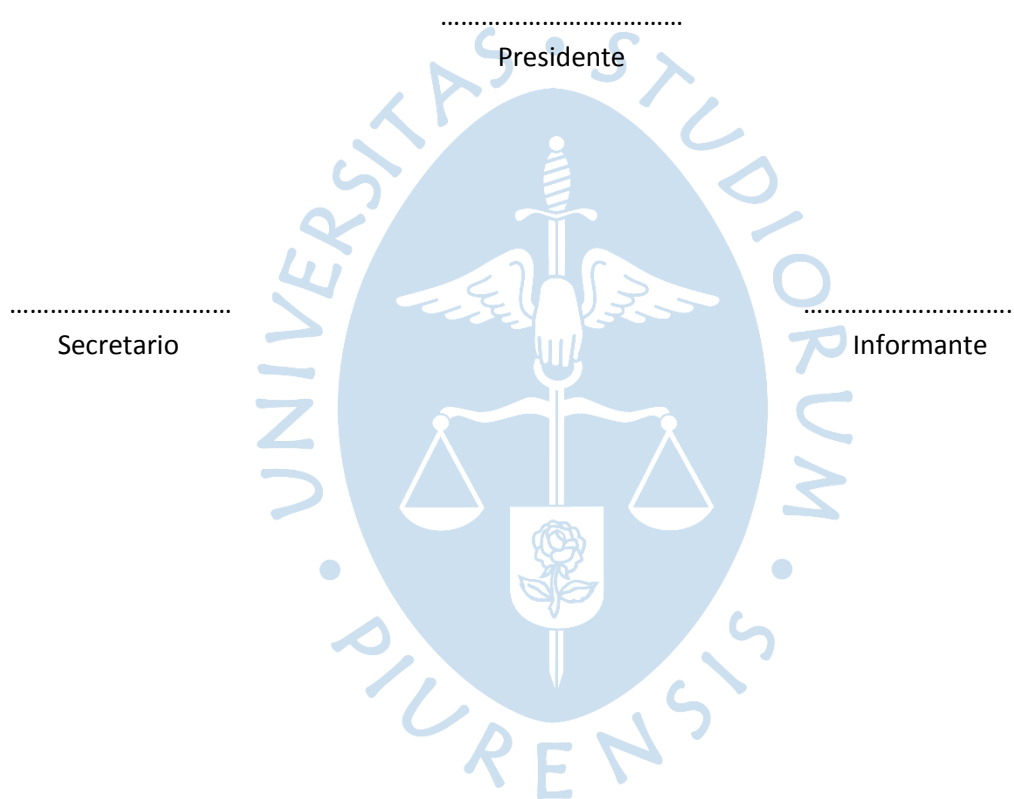 ………………………………
Presidente
……………………………
Secretario
………………………….
Informante
UNIVERSITAS • STUDIORUM • PIURENSIS •